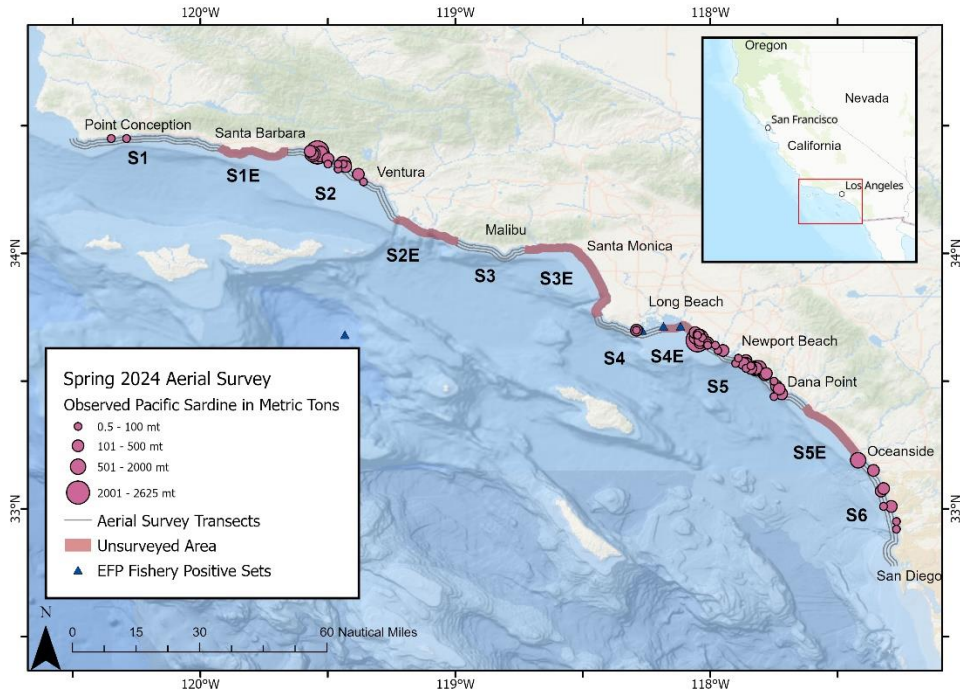 120°W
119°W
118°W
Oregon
Nevada
San Francisco
California
Los Angeles
Point Conception
Santa Barbara
S1
S1E
S2
Ventura
34°N
34°N
S2E
Malibu
S3
S3E
Santa Monica
Long Beach
S4
S4E
Newport Beach
S5
Dana Point
S5E
Oceanside
33°N
33°N
S6
San Diego
Spring 2024 Aerial Survey
Observed Pacific Sardine in Metric Tons
0.5 - 100 mt
101 - 500 mt
501 - 2000 mt
2001 - 2625 mt
Aerial Survey Transects
Unsurveyed Area
EFP Fishery Positive Sets
N
0 15 30 60 Nautical Miles
120°W
119°W
118°W